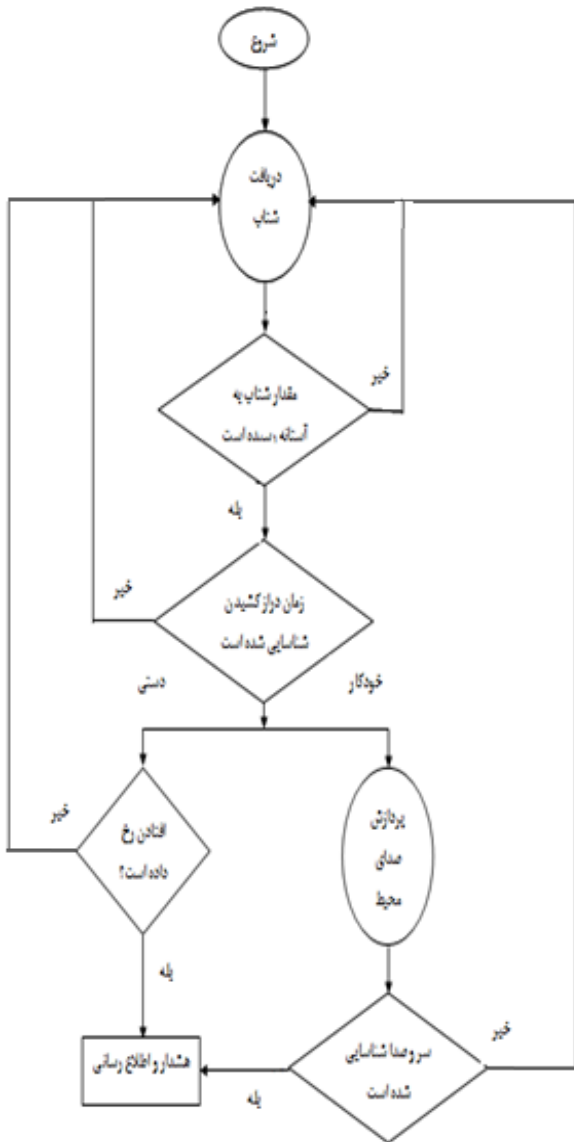 شروع
دریافت
شتاب
مقدار شتاب به
آستانه رسیده است
خیر
بله
زمان دراز کشیدن
شناسایی شده است
خیر
خودکار
دستی
افتادن رخ
داده است؟
خیر
پردازش
صدای
محیط
بله
سر و صدا شناسایی
شده است
خیر
بله
هشدار و اطلاع رسانی